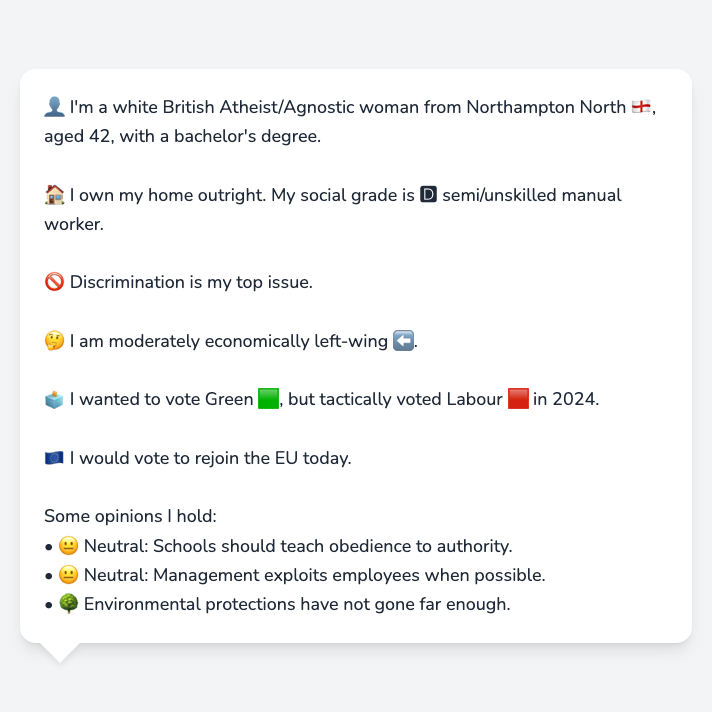 👤 I'm a white British Atheist/Agnostic woman from Northampton North 🏴󠁧󠁢󠁥󠁮󠁧󠁿,
aged 42, with a bachelor's degree.
🏠 I own my home outright. My social grade is 🅳 semi/unskilled manual
worker.
🚫 Discrimination is my top issue.
🤔 I am moderately economically left-wing ⬅️.
🗳️ I wanted to vote Green 🟩, but tactically voted Labour 🟥 in 2024.
🇪🇺 I would vote to rejoin the EU today.
Some opinions I hold:
• 😐 Neutral: Schools should teach obedience to authority.
• 😐 Neutral: Management exploits employees when possible.
• 🌳 Environmental protections have not gone far enough.